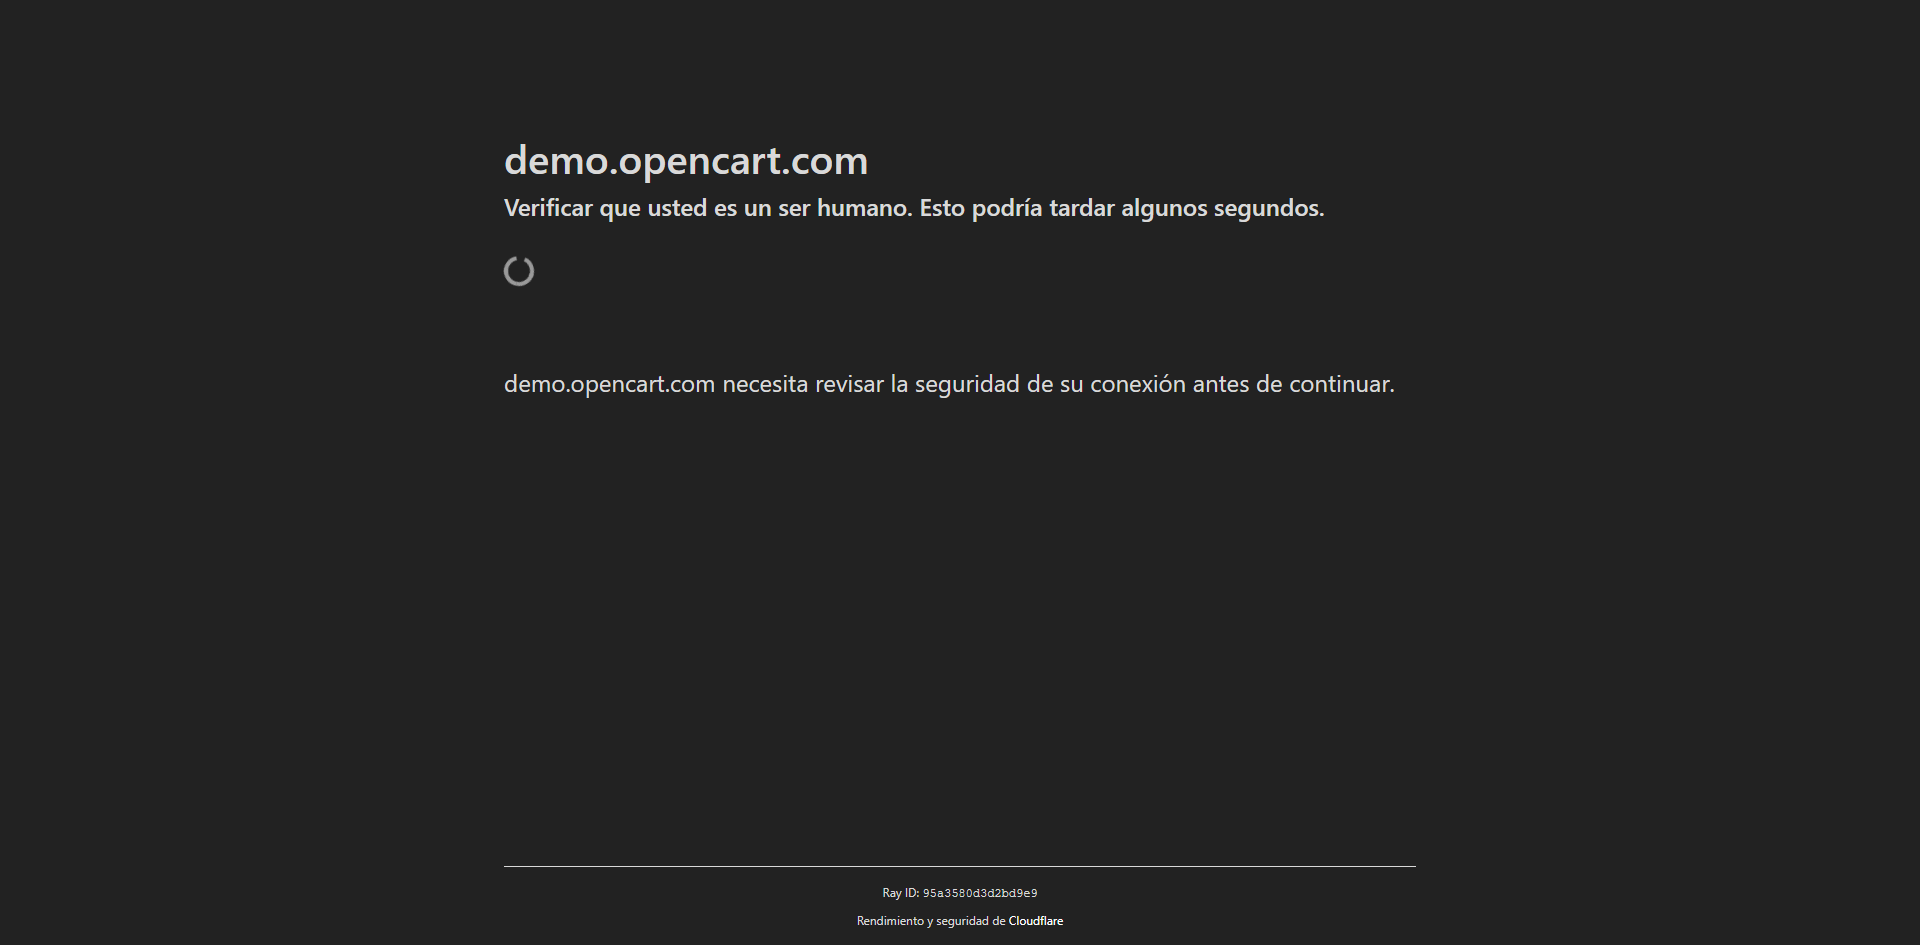 demo.opencart.com
Verificar que usted es un ser humano. Esto podría tardar algunos segundos.
demo.opencart.com necesita revisar la seguridad de su conexión antes de continuar.
Ray ID: 95a3580d3d2bd9e9
Rendimiento y seguridad de Cloudflare